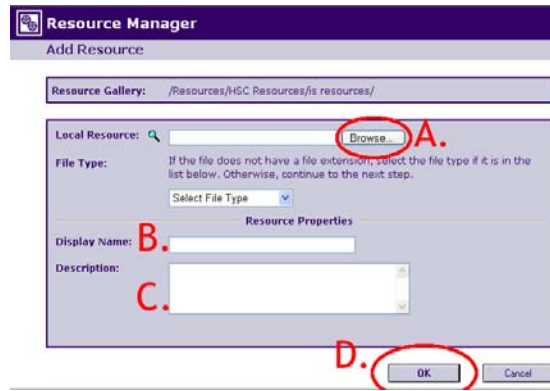 Resource Manager
Add Resource
Resource Gallery: /Resources/HSC Resources/is resources/
Local Resource: Browse... A.
File Type: If the file does not have a file extension, select the file type if it is in the
list below. Otherwise, continue to the next step.
Select File Type
Resource Properties
Display Name: B.
Description:
C.
D. OK Cancel